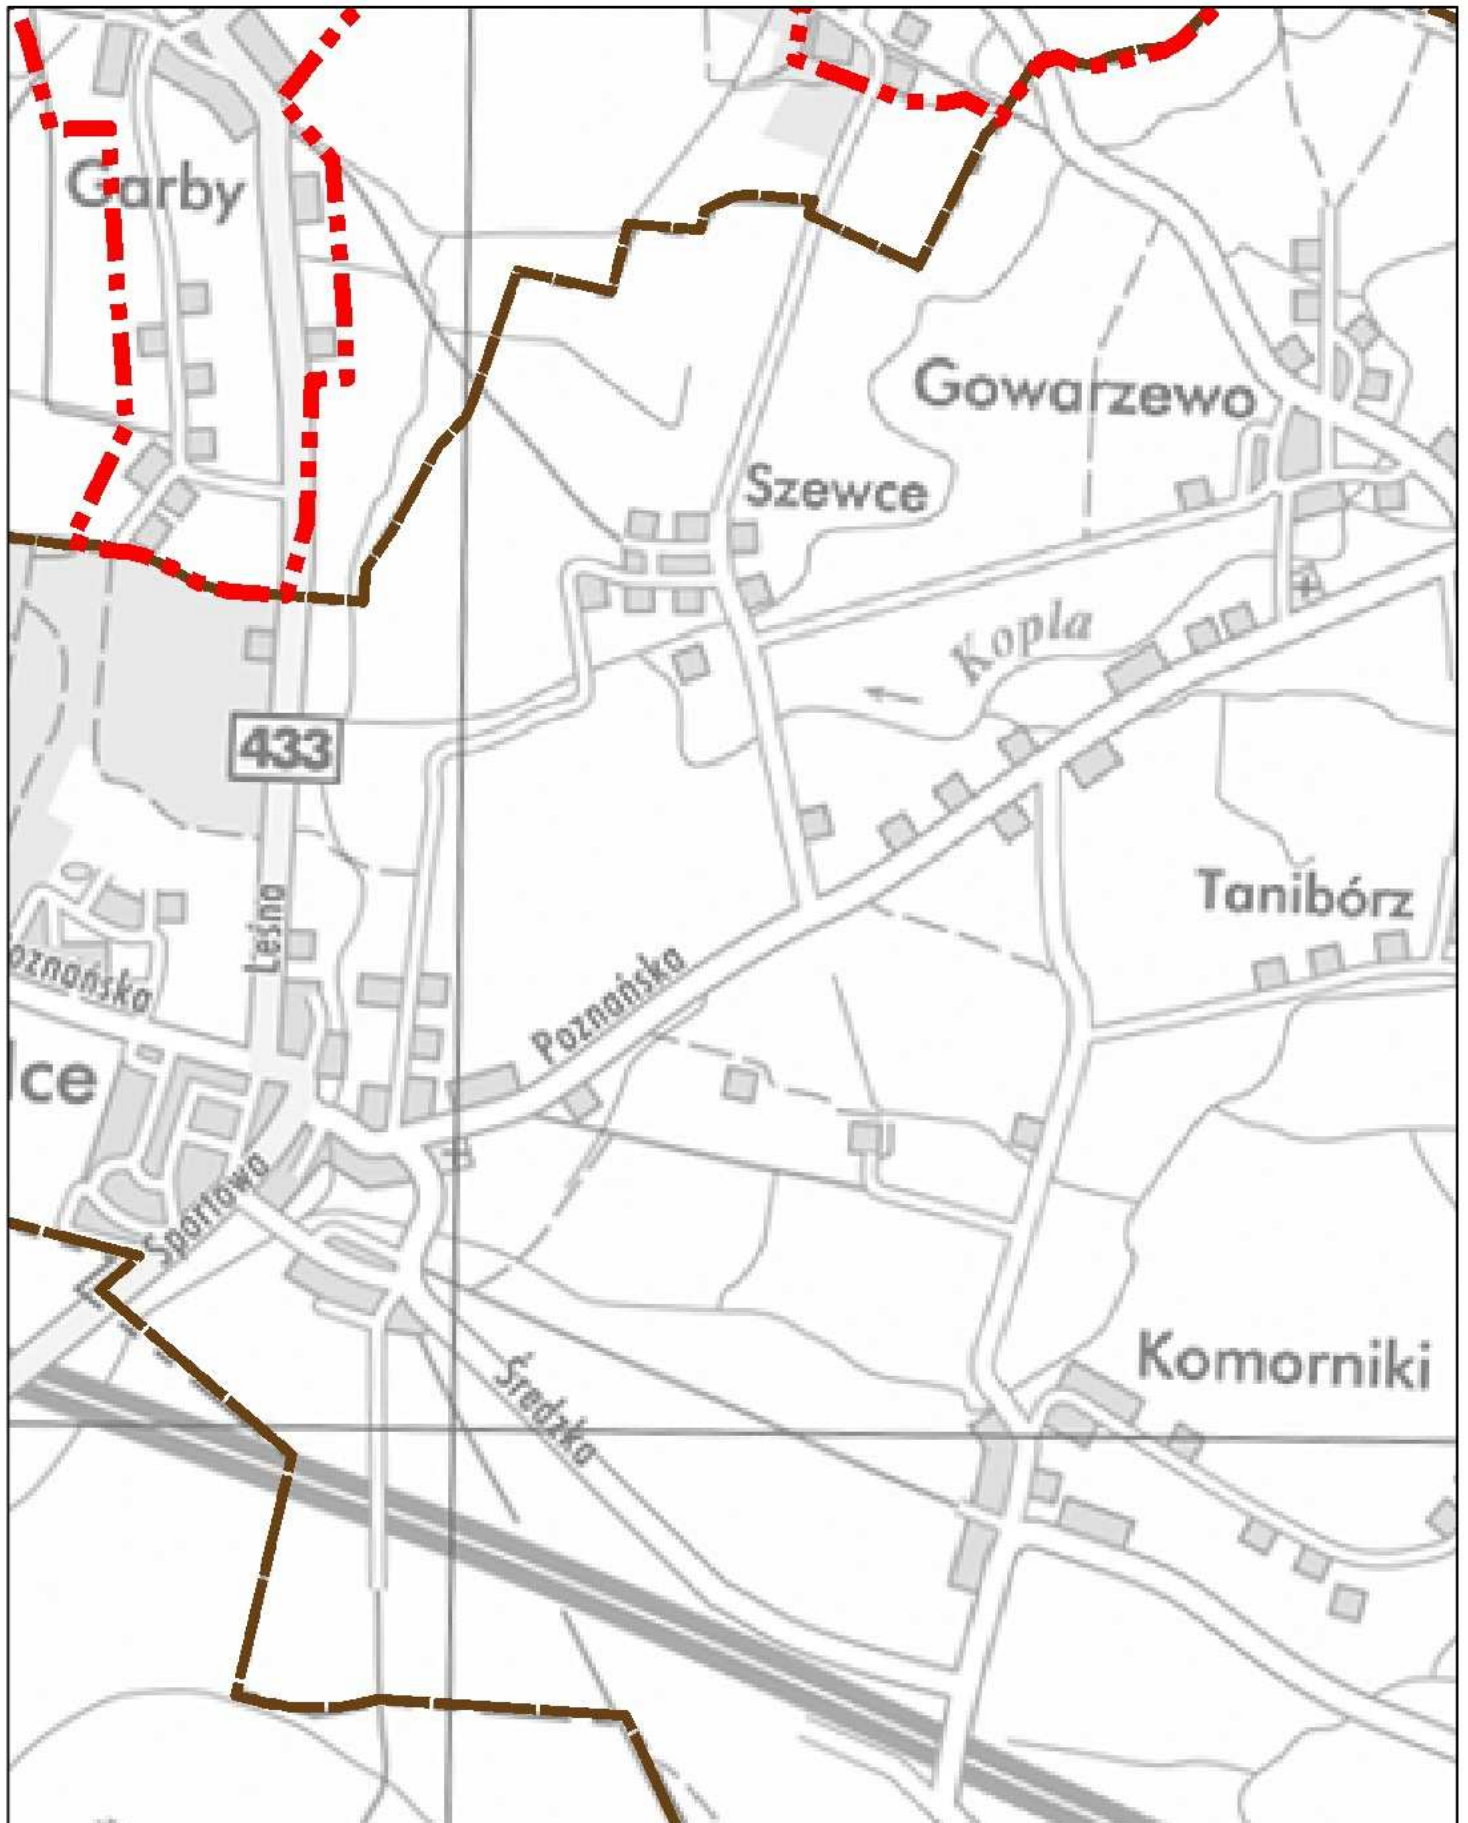 Garby
Gowarzewo
Szewce
Kopla
433
Tanibórz
Leśna
oznańska
Poznańska
lce
Sportowa
Komorniki
Średzka